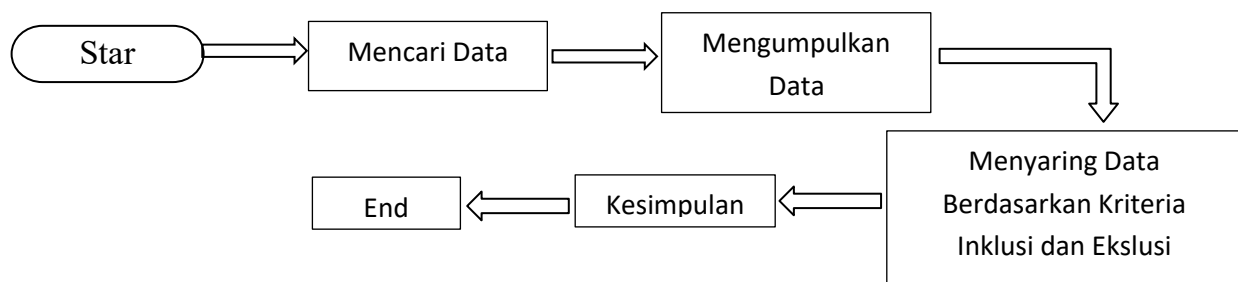 Star
Mencari Data
Mengumpulkan
Data
Menyaring Data
Berdasarkan Kriteria
Inklusi dan Ekslusi
Kesimpulan
End